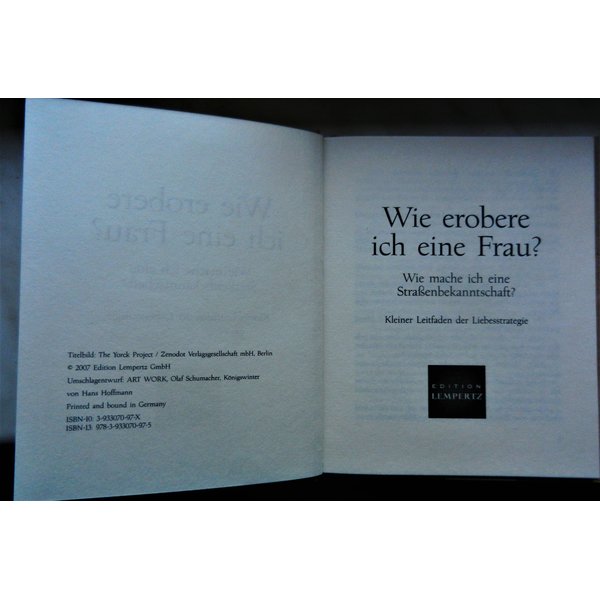 Titelbild: The Yorck Project / Zenodot Verlagsgesellschaft mbH, Berlin
© 2007 Edition Lempertz GmbH
Umschlagentwurf: ART WORK, Olaf Schumacher, Königswinter
von Hans Hoffmann
Printed and bound in Germany
ISBN-10: 3-933070-97-X
ISBN-13: 978-3-933070-97-5
Wie erobere
ich eine Frau?
Wie mache ich eine
Straßenbekanntschaft?
Kleiner Leitfaden der Liebesstrategie
EDITION
LEMPERTZ